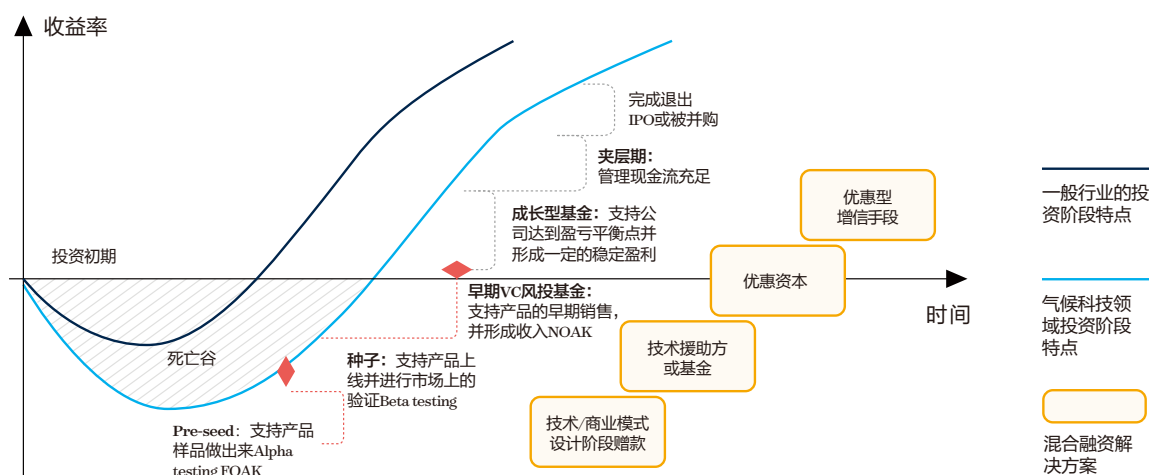 收益率
完成退出
IPO或被并购
夹层期：
管理现金流充足
成长型基金：支持公
司达到盈亏平衡点并
形成一定的稳定盈利
投资初期
早期VC风投基金：
支持产品的早期销售，
并形成收入NOAK
死亡谷
种子：支持产品上
线并进行市场上的
验证Beta testing
Pre-seed：支持产品
样品做出来Alpha
testing FOAK
优惠型
增信手段
优惠资本
时间
技术援助方
或基金
技术/商业模式
设计阶段赠款
一般行业的投
资阶段特点
气候科技领
域投资阶段
特点
混合融资解
决方案